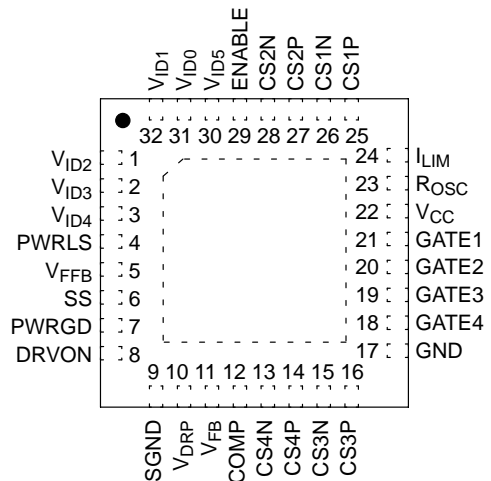 VID1
VID0
VID5
ENABLE
CS2N
CS2P
CS1N
CS1P
32 31 30 29 28 27 26 25
VID2 1
VID3 2
VID4 3
PWRLS 4
VFFB 5
SS 6
PWRGD 7
DRVON 8
24 ILIM
23 ROSC
22 VCC
21 GATE1
20 GATE2
19 GATE3
18 GATE4
17 GND
9 10 11 12 13 14 15 16
SGND
VDRP
VFB
COMP
CS4N
CS4P
CS3N
CS3P